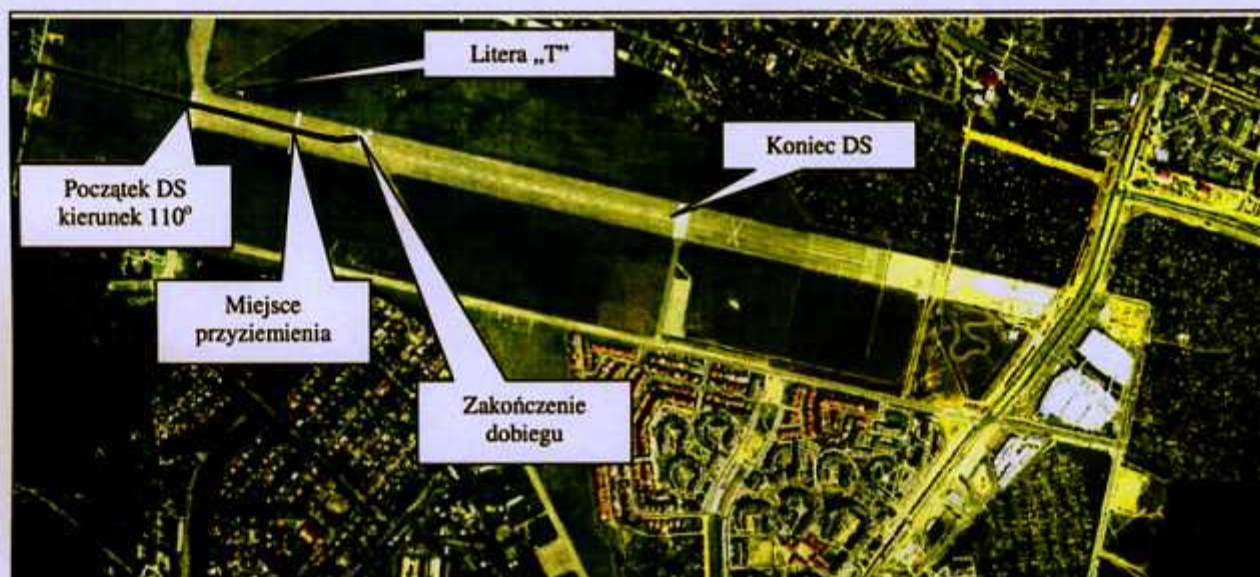 Litera „T”
Koniec DS
Początek DS
kierunek 110°
Miejsce
przyziemienia
Zakończenie
dobiegu